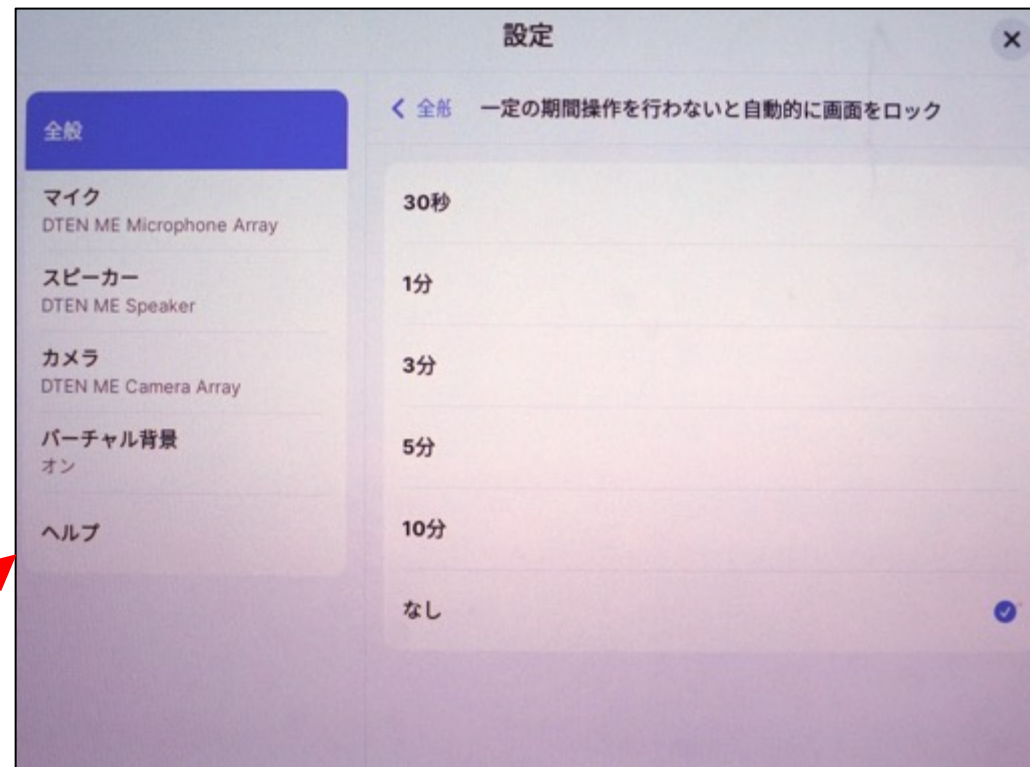 設定
全般
マイク
DTEN ME Microphone Array
スピーカー
DTEN ME Speaker
カメラ
DTEN ME Camera Array
バーチャル背景
オン
ヘルプ
全般 一定の期間操作を行わないと自動的に画面をロック
30秒
1分
3分
5分
10分
なし